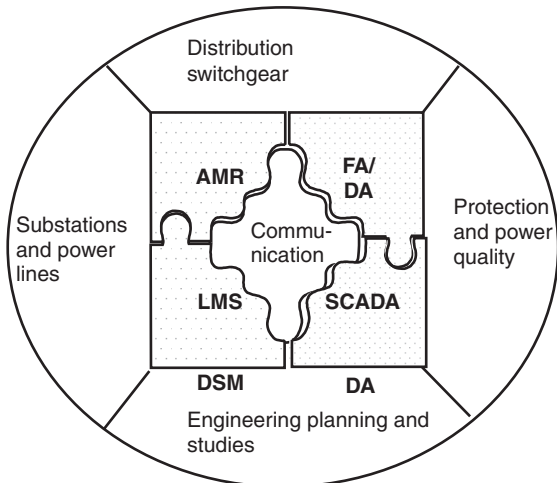 Distribution
switchgear
AMR
FA/
DA
Substations
and power
lines
Commu-
nication
Protection
and power
quality
LMS
SCADA
DSM
DA
Engineering planning and
studies